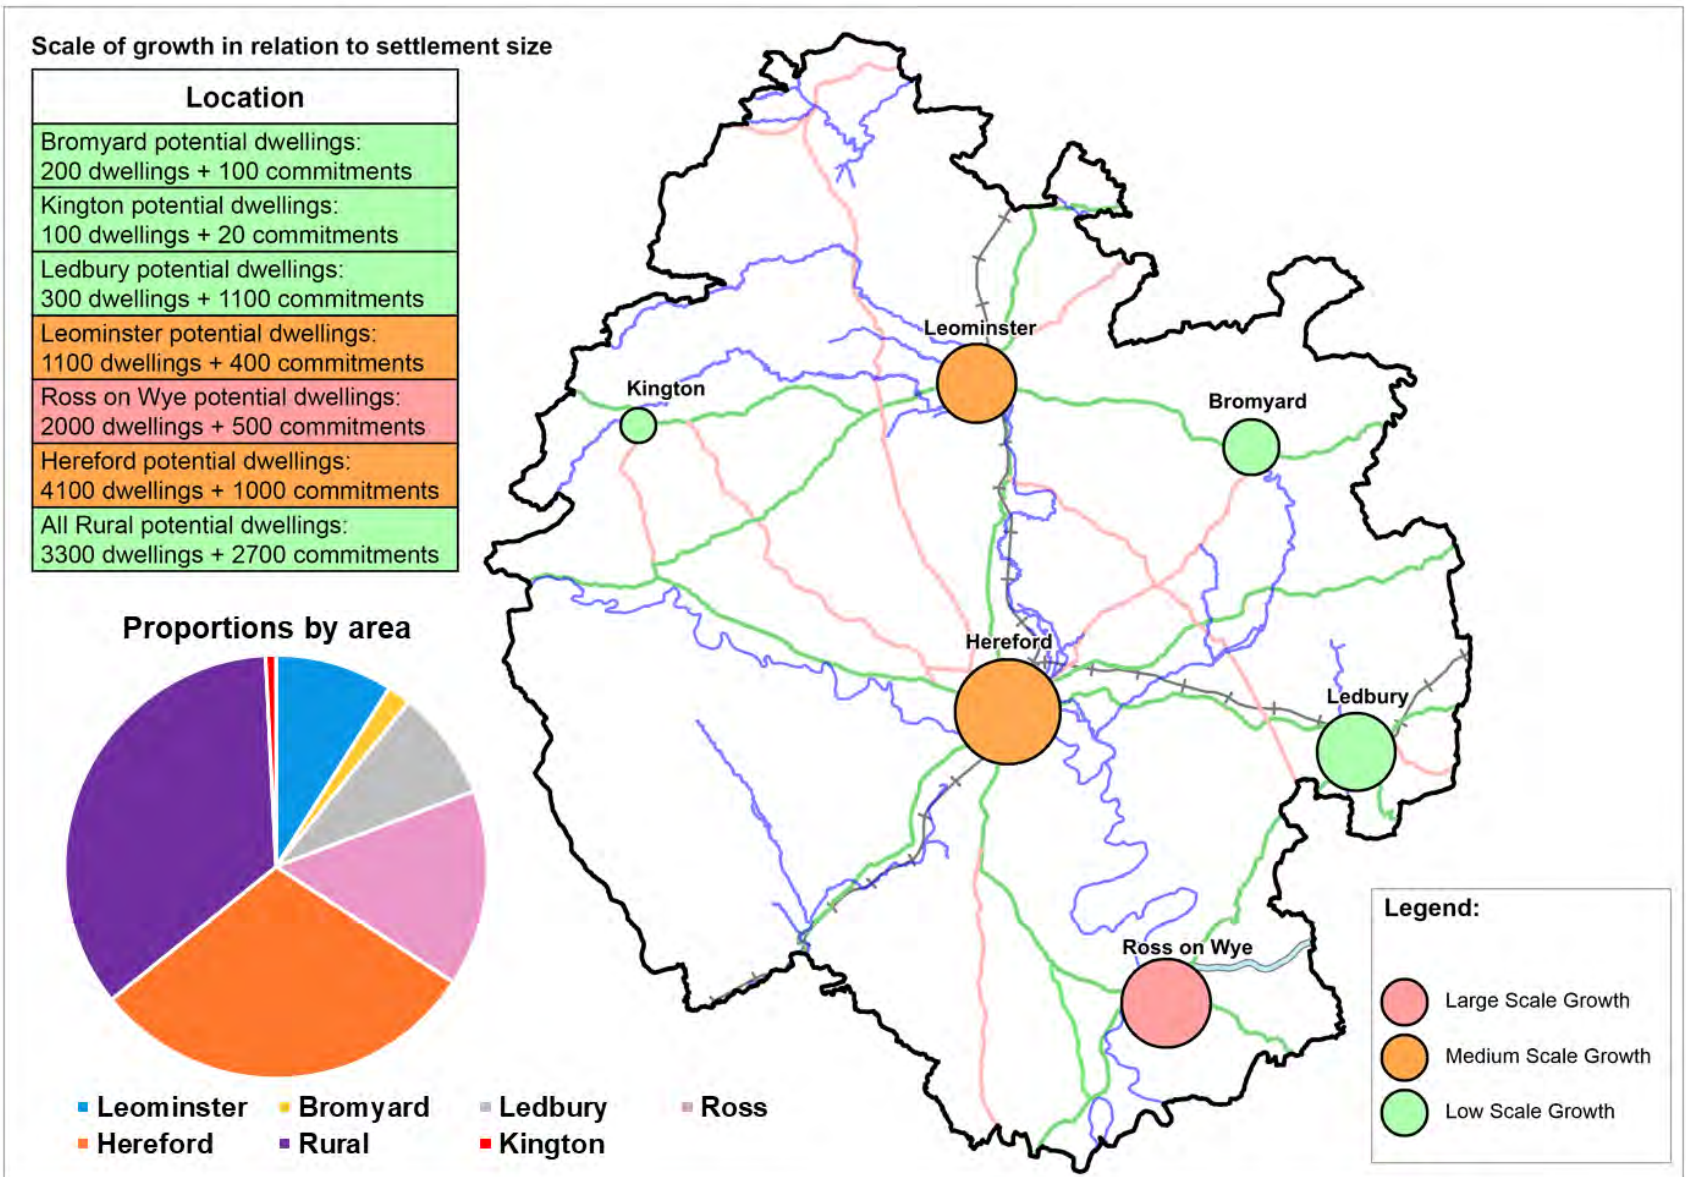 Scale of growth in relation to settlement size
Location
Bromyard potential dwellings:
200 dwellings + 100 commitments
Kington potential dwellings:
100 dwellings + 20 commitments
Ledbury potential dwellings:
300 dwellings + 1100 commitments
Leominster potential dwellings:
1100 dwellings + 400 commitments
Ross on Wye potential dwellings:
2000 dwellings + 500 commitments
Hereford potential dwellings:
4100 dwellings + 1000 commitments
All Rural potential dwellings:
3300 dwellings + 2700 commitments
Proportions by area
Leominster
Bromyard
Ledbury
Ross
Hereford
Rural
Kington
Leominster
Kington
Bromyard
Hereford
Ledbury
Ross on Wye
Legend:
Large Scale Growth
Medium Scale Growth
Low Scale Growth